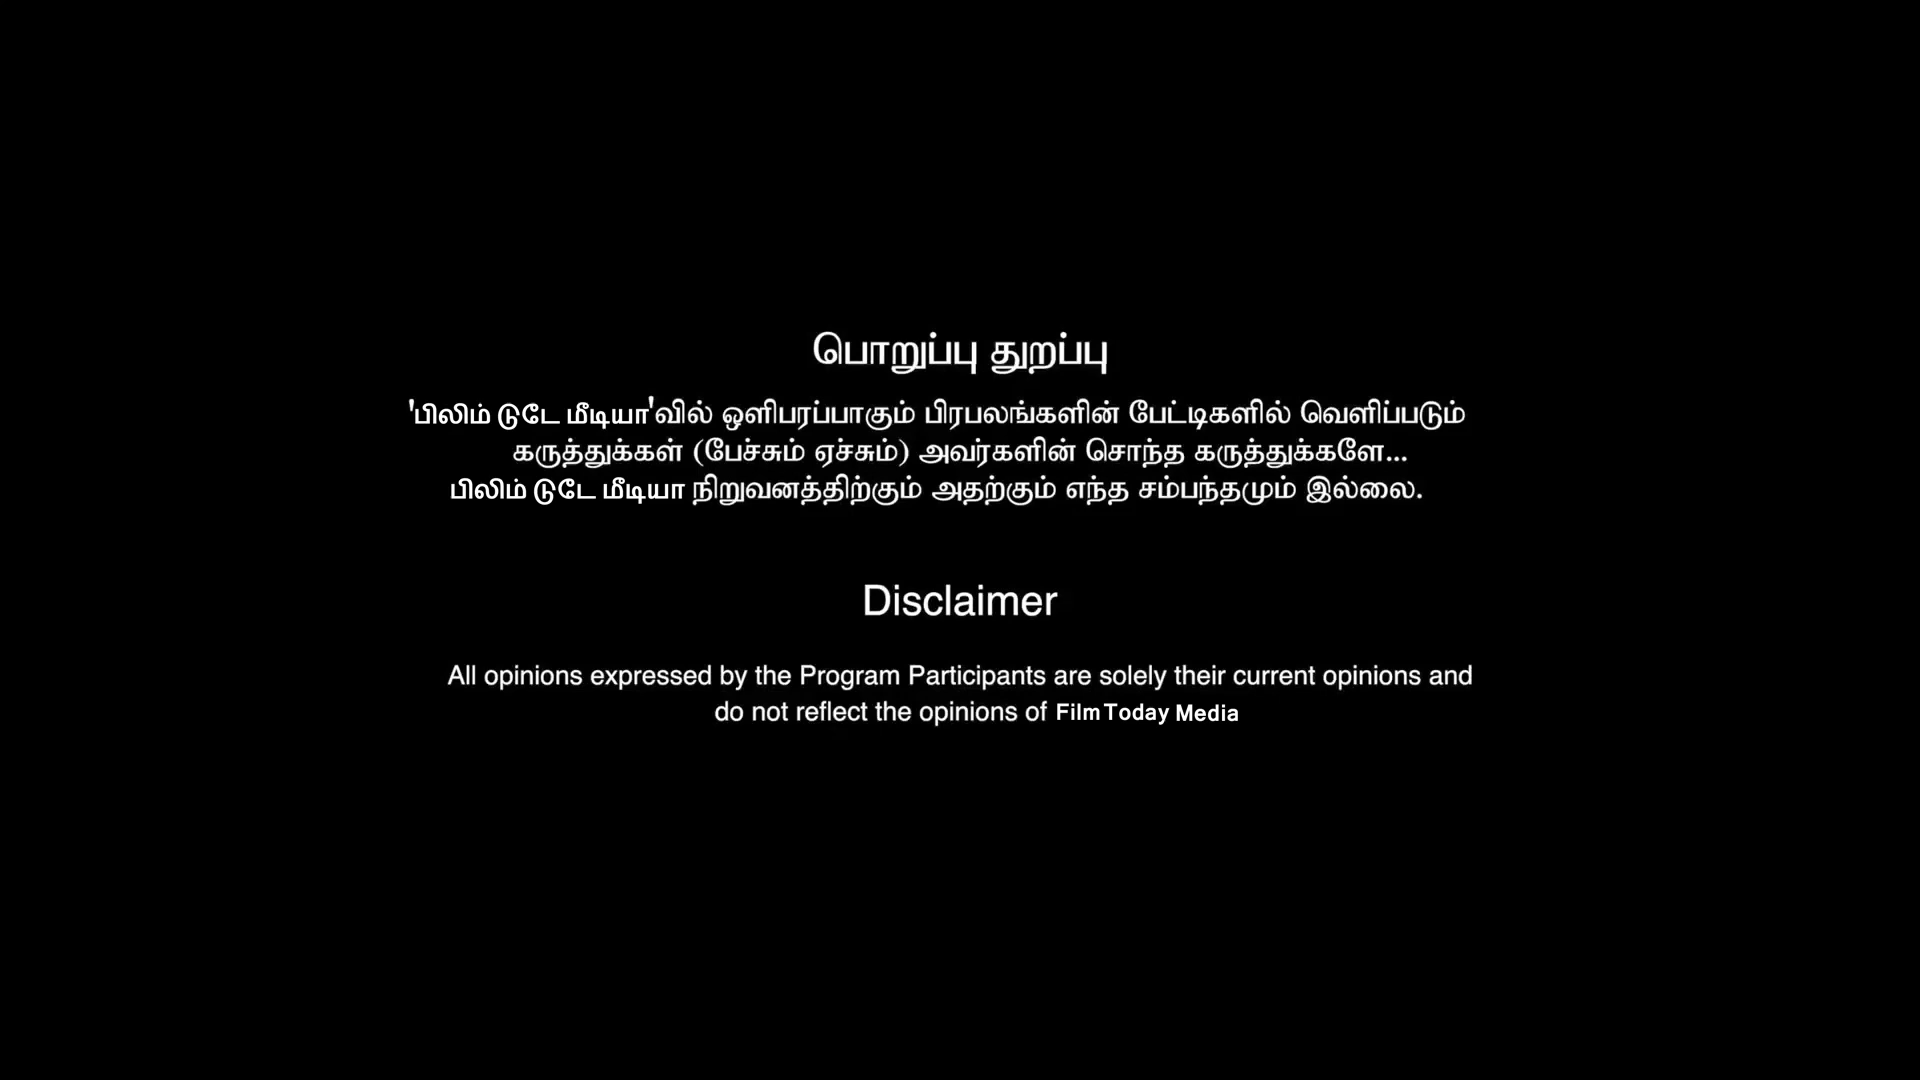 பொறுப்பு துறப்பு
'பிலிம் டுடே மீடியா'வில் ஒளிபரப்பாகும் பிரபலங்களின் பேட்டிகளில் வெளிப்படும்
கருத்துக்கள் (பேச்சும் ஏச்சும்) அவர்களின் சொந்த கருத்துக்களே...
பிலிம் டுடே மீடியா நிறுவனத்திற்கும் அதற்கும் எந்த சம்பந்தமும் இல்லை.
Disclaimer
All opinions expressed by the Program Participants are solely their current opinions and
do not reflect the opinions of Film Today Media